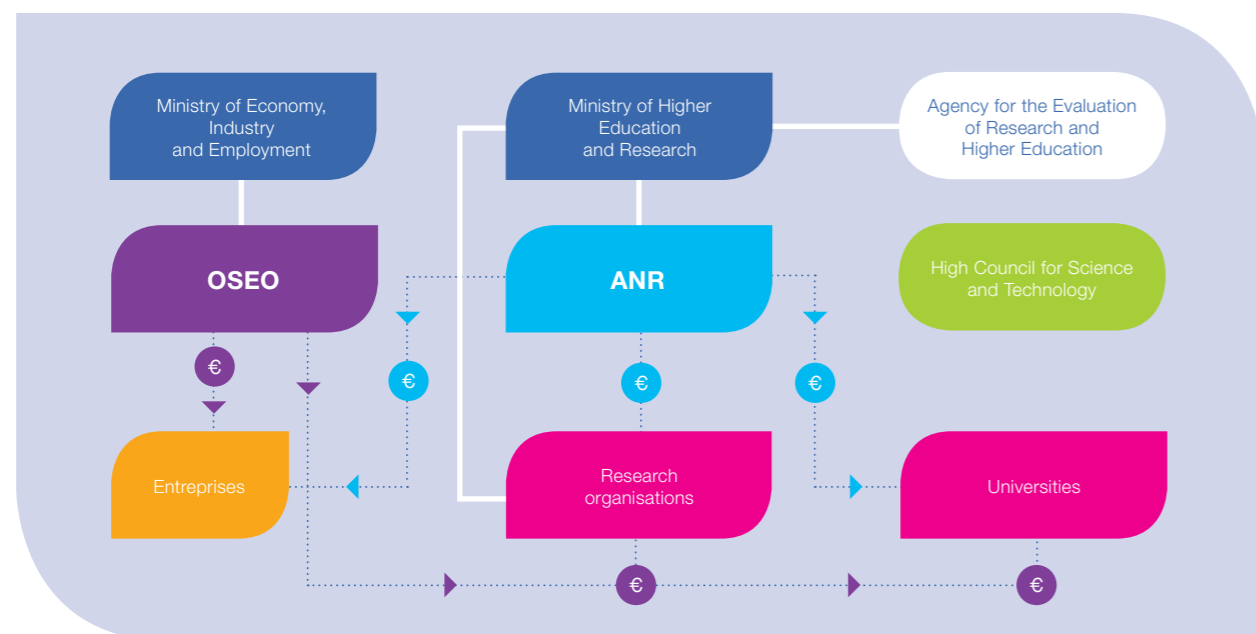 Ministry of Economy,
Industry
and Employment
Ministry of Higher
Education
and Research
Agency for the Evaluation
of Research and
Higher Education
OSEO
ANR
High Council for Science
and Technology
€
€
€
€
Entreprises
Research
organisations
Universities
€
€